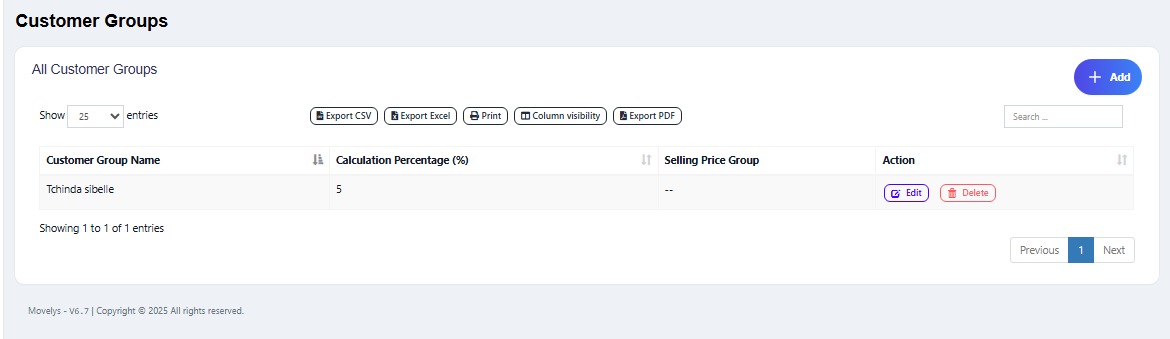 Customer Groups
All Customer Groups
+ Add
Show 25 entries
Export CSV Export Excel Print Column visibility Export PDF
Search ...
Customer Group Name Calculation Percentage (%) Selling Price Group Action
Tchinda sibelle 5 -- Edit Delete
Showing 1 to 1 of 1 entries
Previous 1 Next
Movelys - V6.7 | Copyright © 2025 All rights reserved.